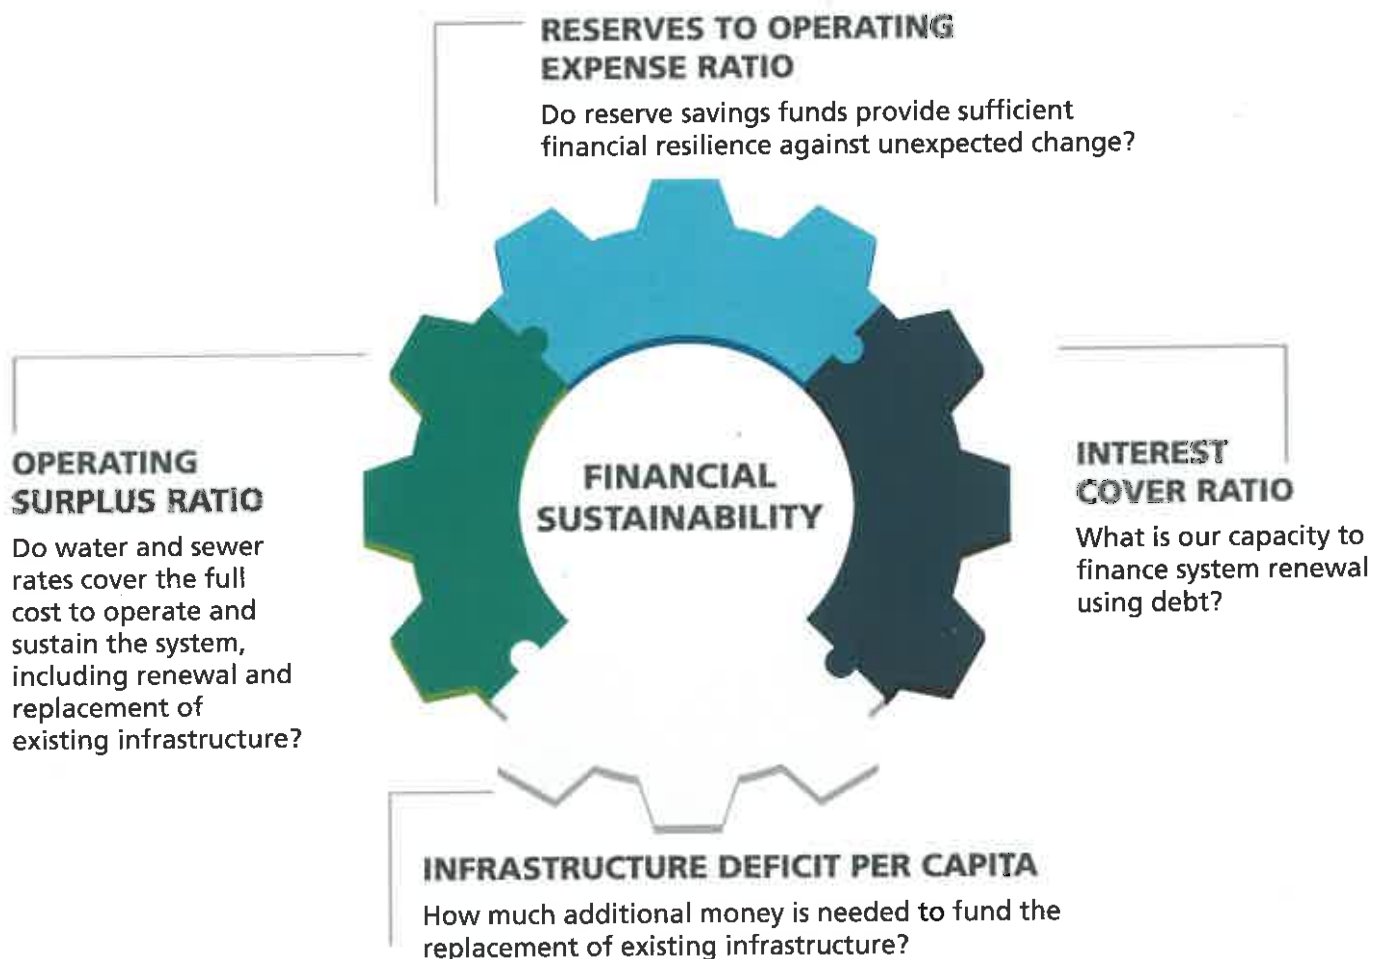 RESERVES TO OPERATING
EXPENSE RATIO
Do reserve savings funds provide sufficient
financial resilience against unexpected change?
OPERATING
SURPLUS RATIO
Do water and sewer
rates cover the full
cost to operate and
sustain the system,
including renewal and
replacement of
existing infrastructure?
FINANCIAL
SUSTAINABILITY
INTEREST
COVER RATIO
What is our capacity to
finance system renewal
using debt?
INFRASTRUCTURE DEFICIT PER CAPITA
How much additional money is needed to fund the
replacement of existing infrastructure?